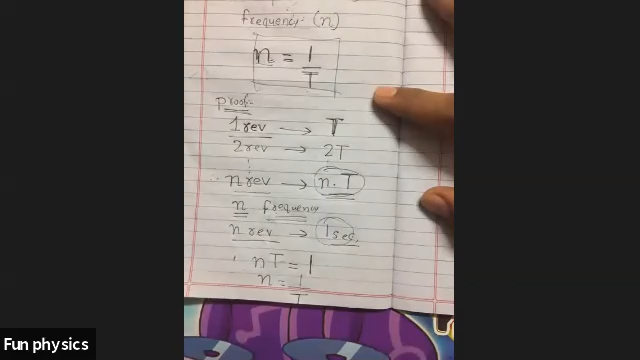 frequency:- (n)
n = 1/T
Proof:-
1 rev → T
2 rev → 2T
n rev → n.T
n frequency
n rev → 1 sec.
nT = 1
n = 1/T
Fun physics